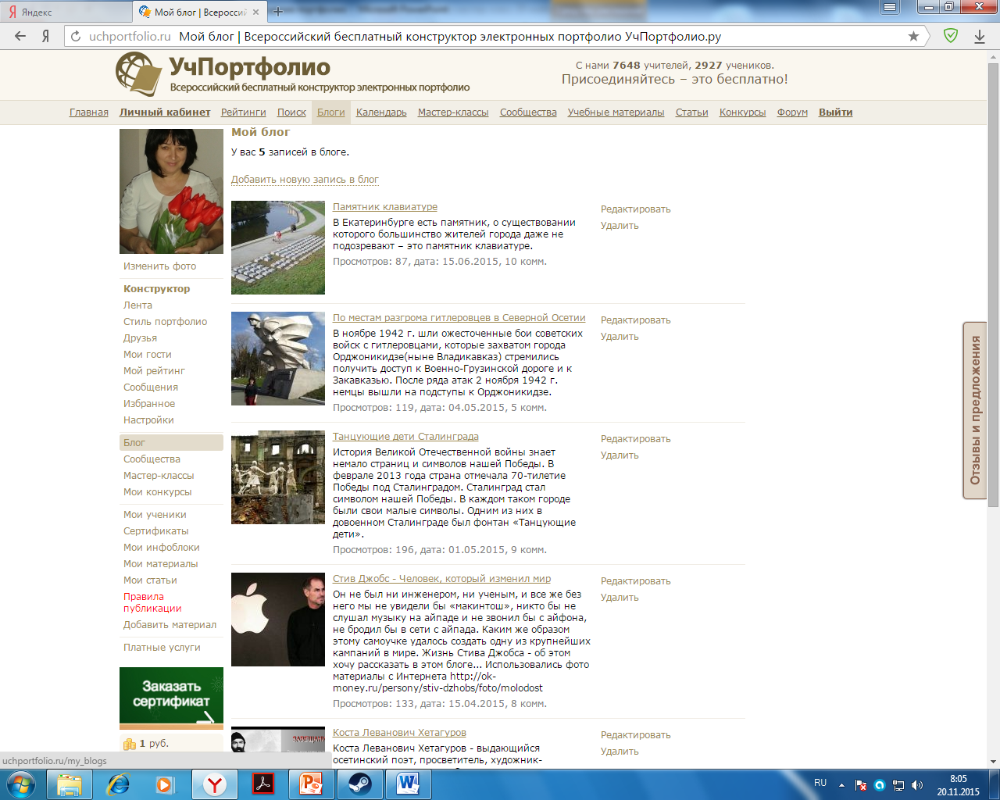 Яндекс
Мой блог | Всероссий
uchportfolio.ru Мой блог | Всероссийский бесплатный конструктор электронных портфолио УчПортфолио.ру
УчПортфолио
Всероссийский бесплатный конструктор электронных портфолио
С нами 7648 учителей, 2927 учеников.
Присоединяйтесь – это бесплатно!
Главная Личный кабинет Рейтинги Поиск Блоги Календарь Мастер-классы Сообщества Учебные материалы Статьи Конкурсы Форум Выйти
Изменить фото
Конструктор
Лента
Стиль портфолио
Друзья
Мои гости
Мой рейтинг
Сообщения
Избранное
Настройки
Блог
Сообщества
Мастер-классы
Мои конкурсы
Мои ученики
Сертификаты
Мои инфоблоки
Мои материалы
Мои статьи
Правила
публикации
Добавить материал
Платные услуги
Заказать
сертификат
1 руб.
Мой блог
У вас 5 записей в блоге.
Добавить новую запись в блог
Памятник клавиатуре
В Екатеринбурге есть памятник, о существовании
которого большинство жителей города даже не
подозревают – это памятник клавиатуре.
Просмотров: 87, дата: 15.06.2015, 10 комм.
Редактировать
Удалить
По местам разгрома гитлеровцев в Северной Осетии
В ноябре 1942 г. шли ожесточенные бои советских
войск с гитлеровцами, которые захватом города
Орджоникидзе(ныне Владикавказ) стремились
получить доступ к Военно-Грузинской дороге и к
Закавказью. После ряда атак 2 ноября 1942 г.
немцы вышли на подступы к Орджоникидзе.
Просмотров: 119, дата: 04.05.2015, 5 комм.
Редактировать
Удалить
Танцующие дети Сталинграда
История Великой Отечественной войны знает
немало страниц и символов нашей Победы. В
феврале 2013 года страна отмечала 70-тилетие
Победы под Сталинградом. Сталинград стал
символом нашей Победы. В каждом таком городе
были свои малые символы. Одним из них в
довоенном Сталинграде был фонтан «Танцующие
дети».
Просмотров: 196, дата: 01.05.2015, 9 комм.
Редактировать
Удалить
Стив Джобс - Человек, который изменил мир
Он не был ни инженером, ни ученым, и все же без
него мы не увидели бы «макинтош», никто бы не
слушал музыку на айпаде и не звонил бы с айфона,
не бродил бы в сети с айпада. Каким же образом
этому самоучке удалось создать одну из крупнейших
кампаний в мире. Жизнь Стива Джобса - об этом
хочу рассказать в этом блоге... Использовались фото
материалы с Интернета http://ok-
money.ru/persony/stiv-dzhobs/foto/molodost
Просмотров: 133, дата: 15.04.2015, 8 комм.
Редактировать
Удалить
Коста Леванович Хетагуров
Коста Леванович Хетагуров - выдающийся
осетинский поэт, просветитель, художник-
Редактировать
Удалить
Отзывы и предложения
uchportfolio.ru/my_blogs
RU
8:05
20.11.2015